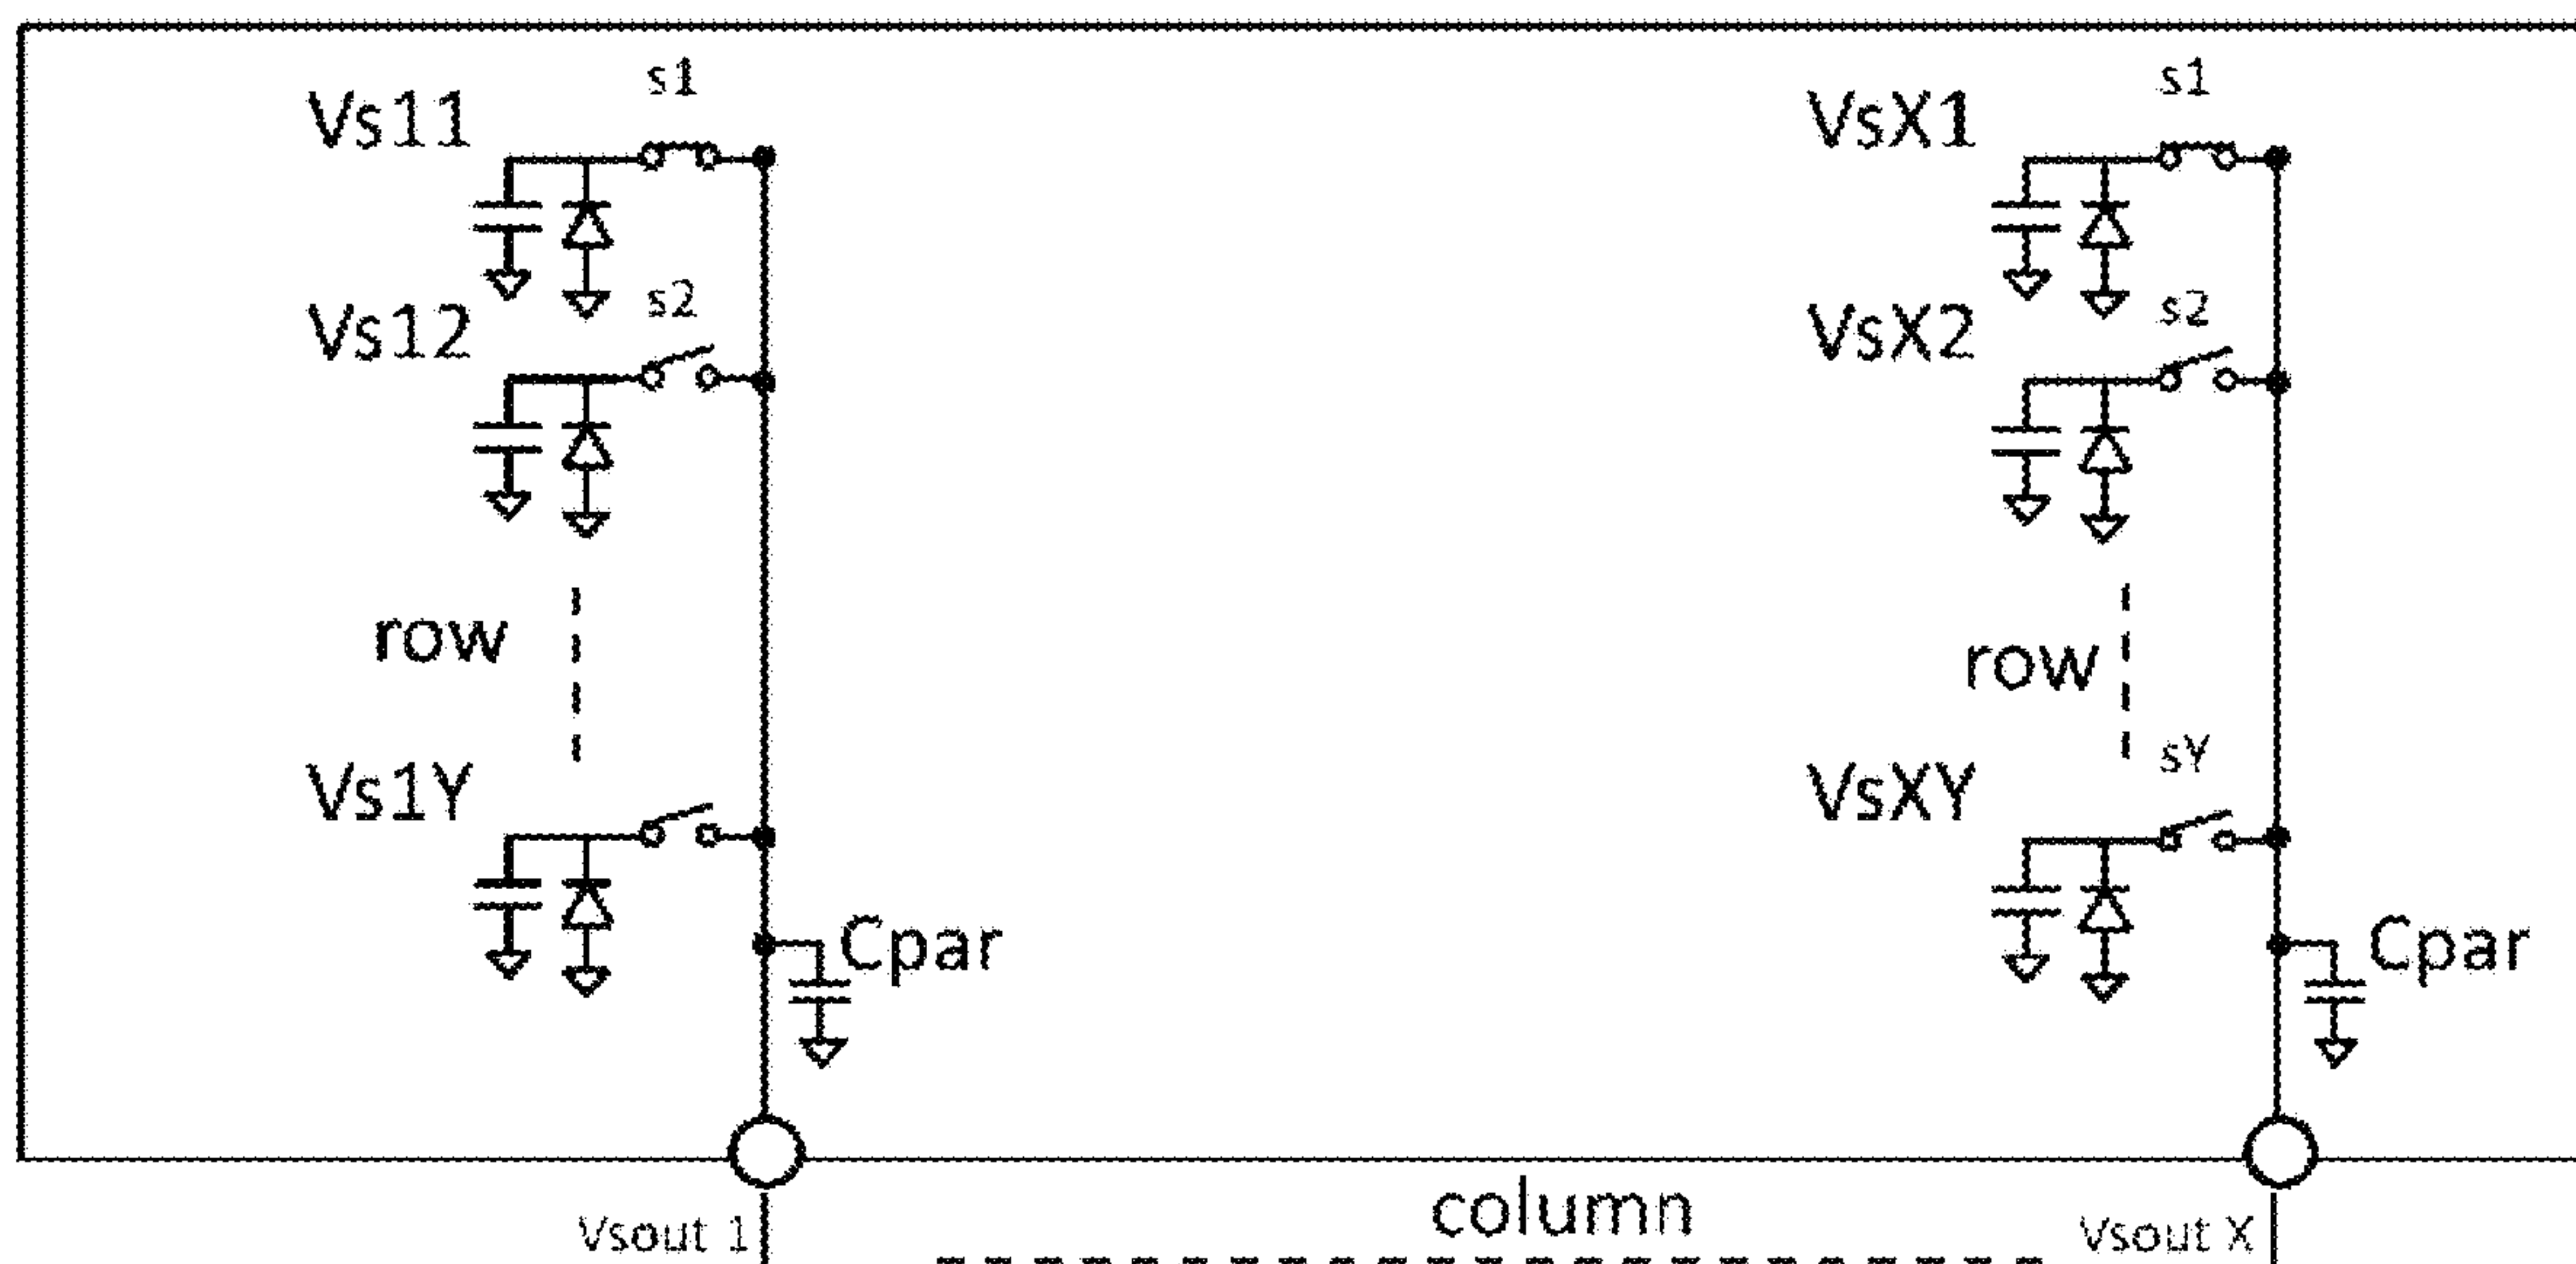 s1
Vs11
s2
Vs12
row
Vs1Y
Cpar
Vsout 1
s1
VsX1
s2
VsX2
row
sY
VsXY
Cpar
column
Vsout X